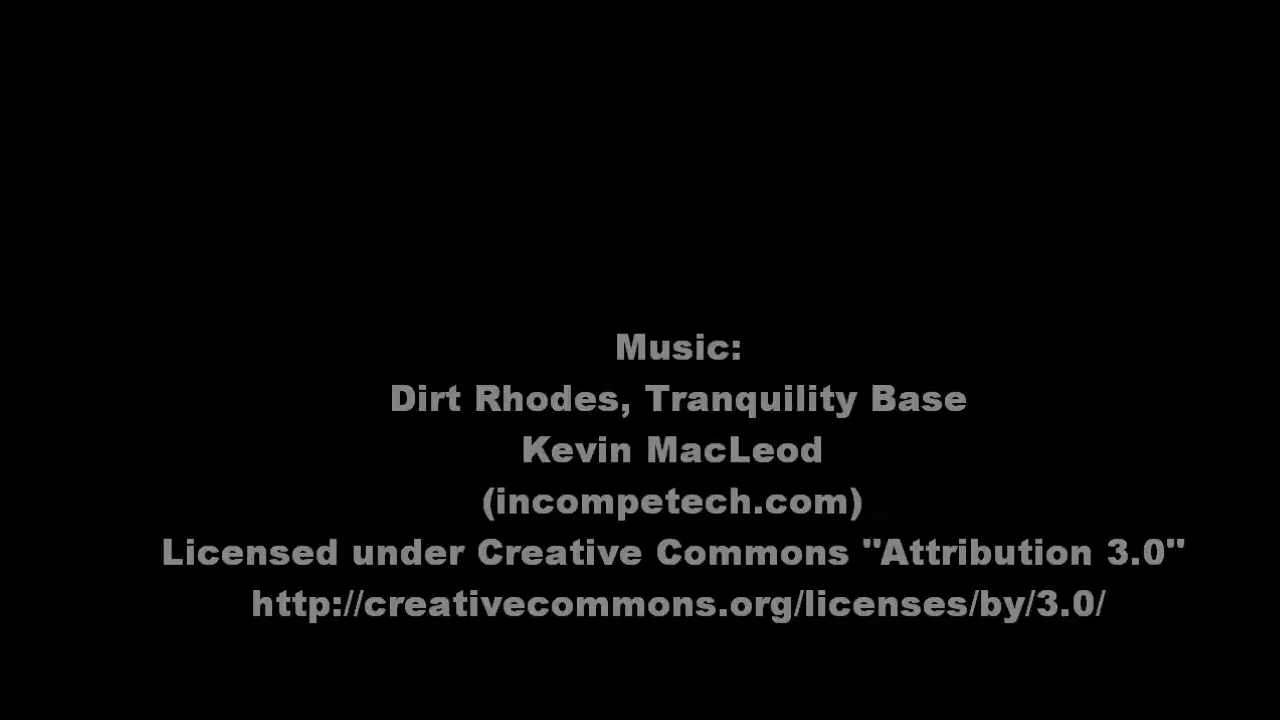 Music:
Dirt Rhodes, Tranquility Base
Kevin MacLeod
(incompetech.com)
Licensed under Creative Commons "Attribution 3.0"
http://creativecommons.org/licenses/by/3.0/